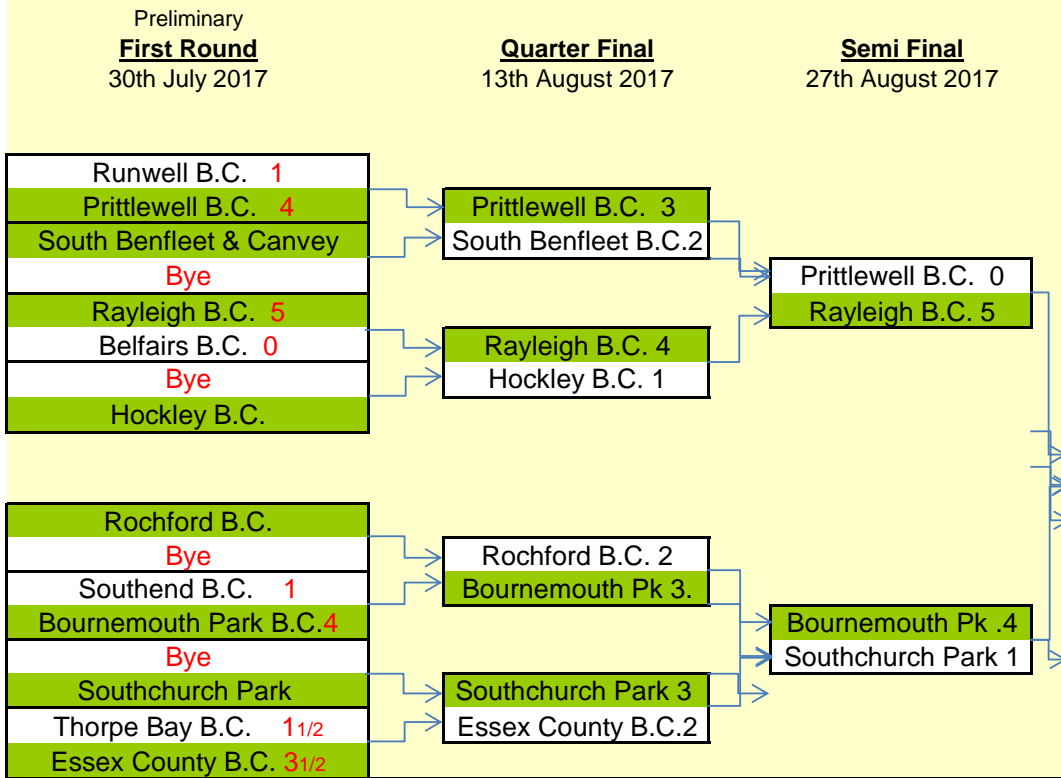 Preliminary
First Round
30th July 2017
Quarter Final
13th August 2017
Semi Final
27th August 2017
Runwell B.C. 1
Prittlewell B.C. 4
South Benfleet & Canvey
Bye
Rayleigh B.C. 5
Belfairs B.C. 0
Bye
Hockley B.C.
Rochford B.C.
Bye
Southend B.C. 1
Bournemouth Park B.C.4
Bye
Southchurch Park
Thorpe Bay B.C. 1 1/2
Essex County B.C. 3 1/2
Prittlewell B.C. 3
South Benfleet B.C.2
Rayleigh B.C. 4
Hockley B.C. 1
Rochford B.C. 2
Bournemouth Pk 3.
Southchurch Park 3
Essex County B.C.2
Prittlewell B.C. 0
Rayleigh B.C. 5
Bournemouth Pk .4
Southchurch Park 1